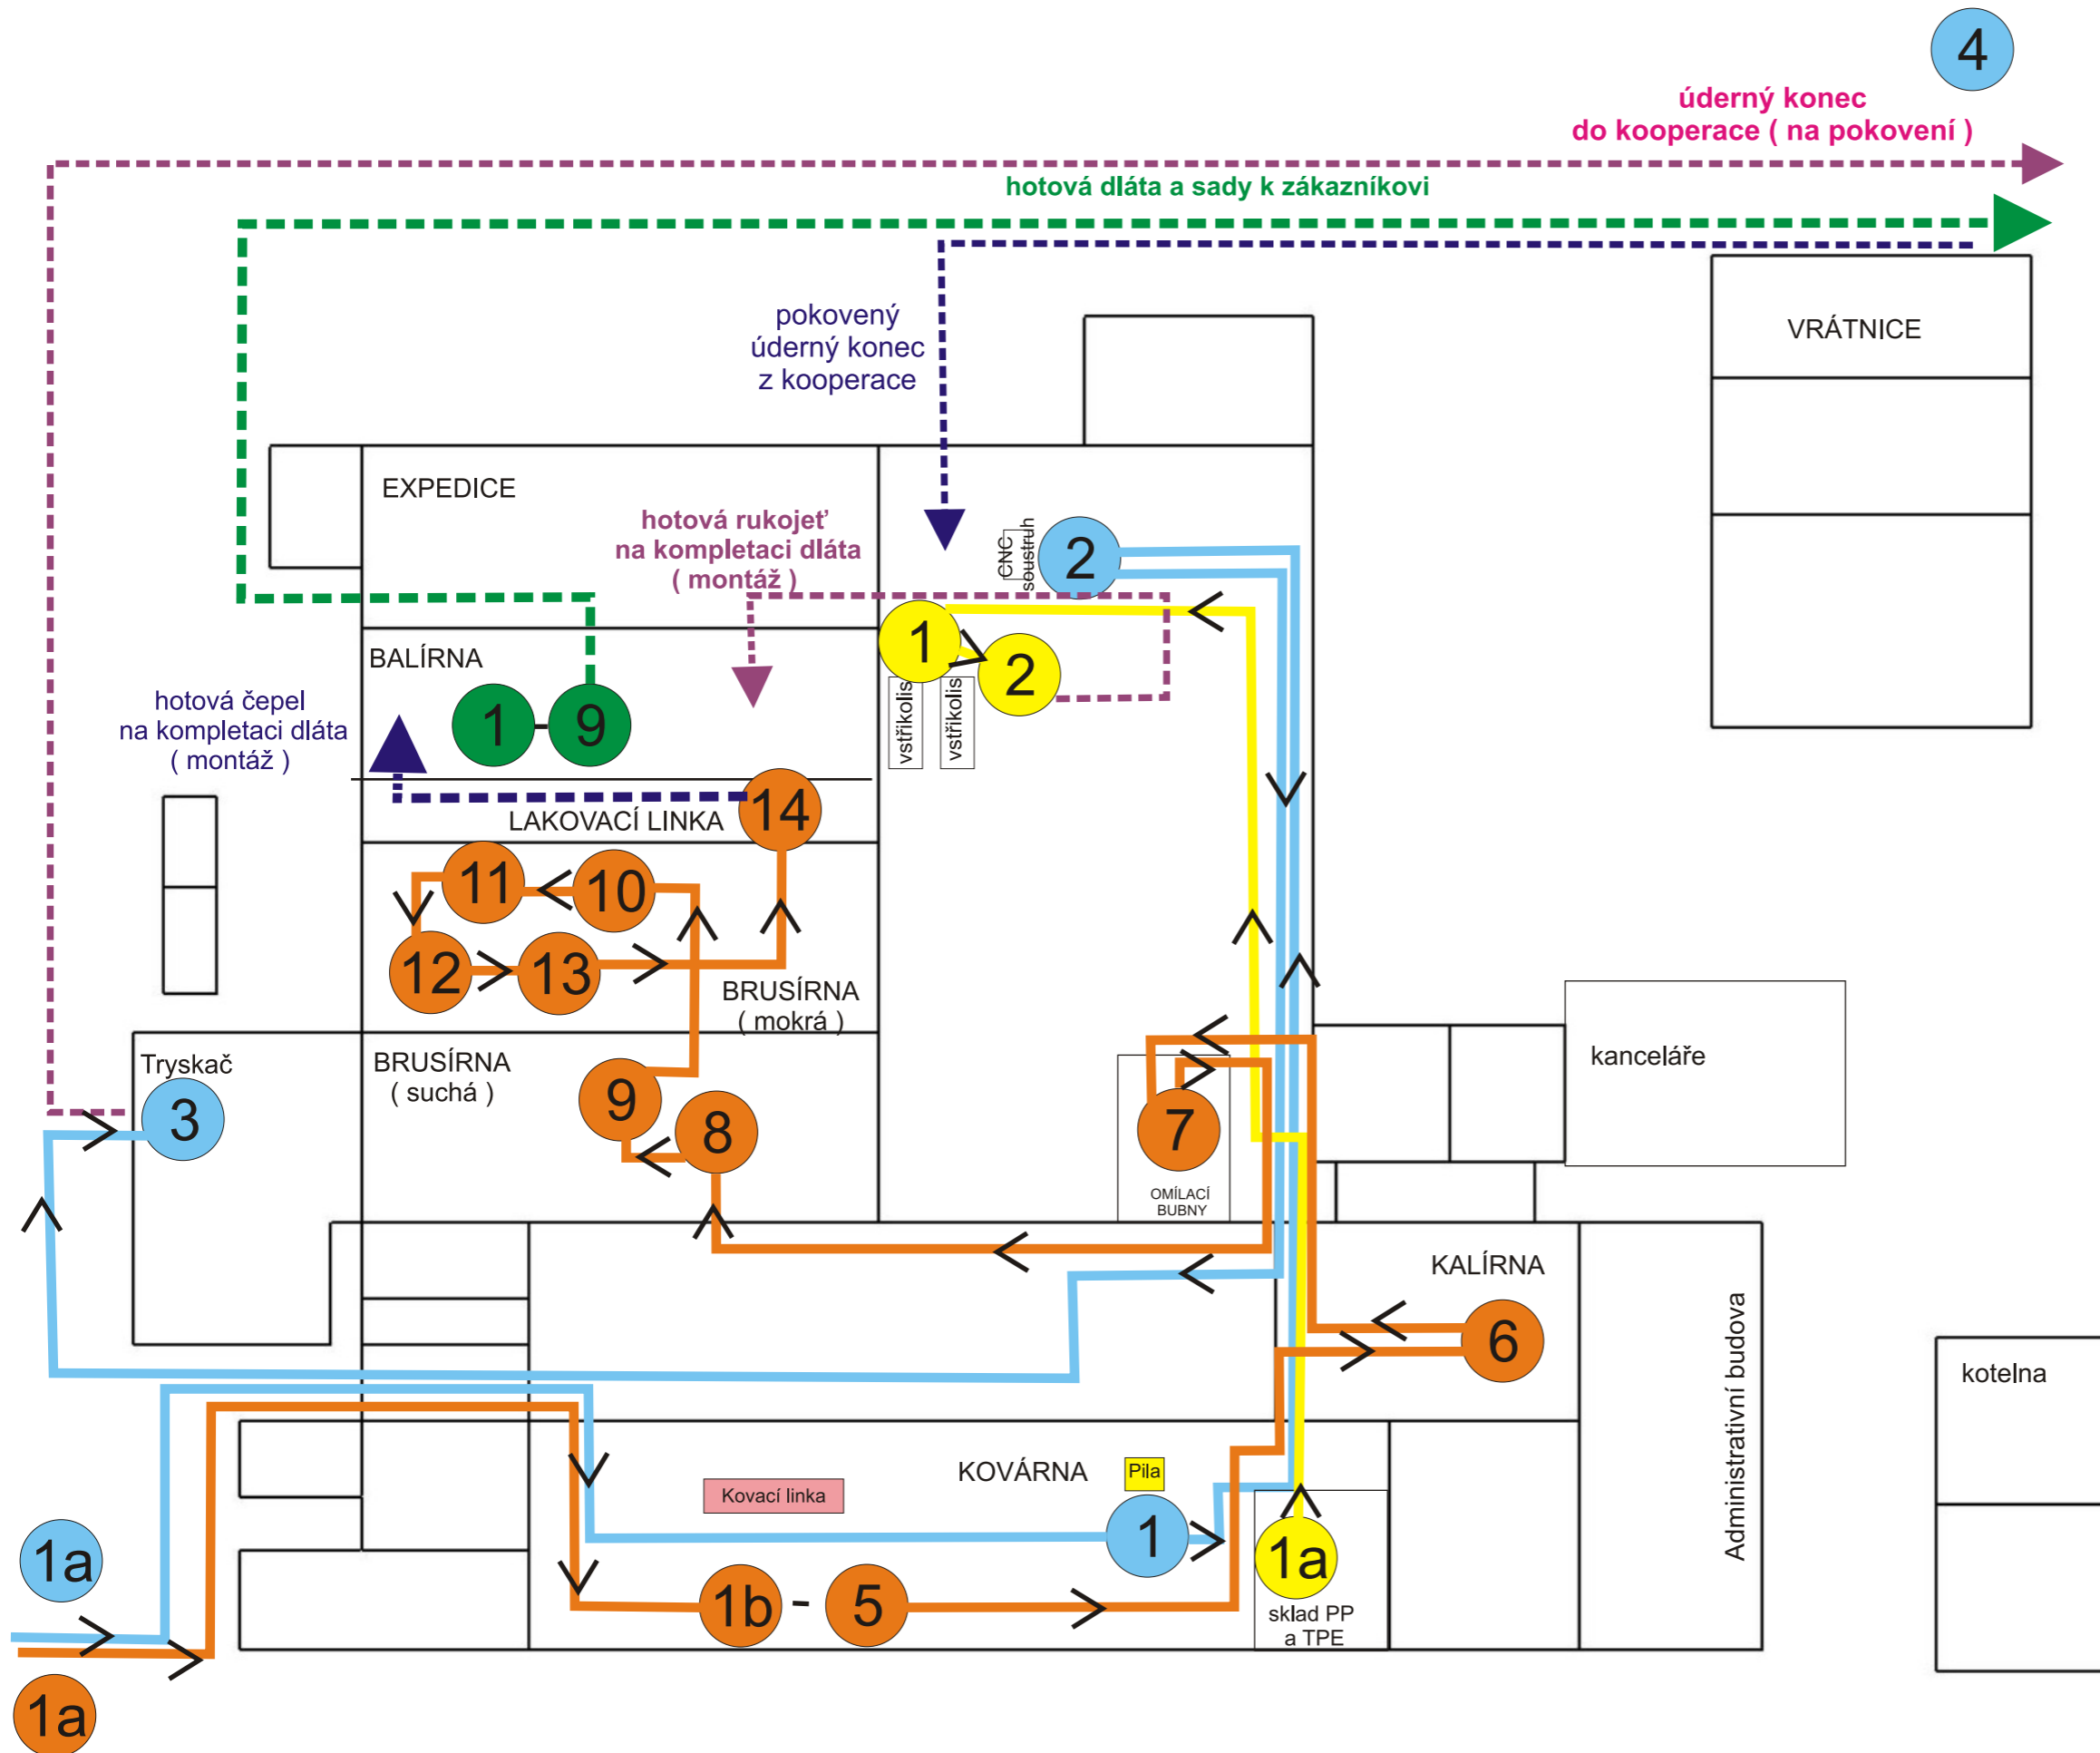 4
úderný konec
do kooperace ( na pokovení )
hotová dláta a sady k zákazníkovi
pokovený
úderný konec
z kooperace
VRÁTNICE
EXPEDICE
hotová rukojeť
na kompletaci dláta
( montáž )
CNC
soustruh
2
1
2
vstřikolis
vstřikolis
BALÍRNA
1 - 9
hotová čepel
na kompletaci dláta
( montáž )
14
LAKOVACÍ LINKA
11
10
12
13
BRUSÍRNA
( mokrá )
Tryskač
3
BRUSÍRNA
( suchá )
9
8
7
OMÍLACÍ
BUBNY
kanceláře
KALÍRNA
6
Administrativní budova
kotelna
KOVÁRNA
Pila
Kovací linka
1
1a
sklad PP
a TPE
1b - 5
1a
1a